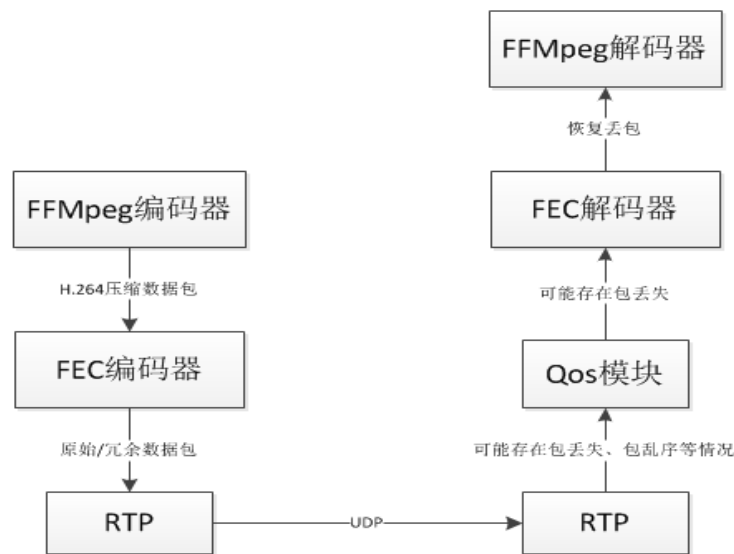 FFMpeg解码器
恢复丢包
FFMpeg编码器
FEC解码器
H.264压缩数据包
可能存在包丢失
FEC编码器
Qos模块
原始/冗余数据包
可能存在包丢失、包乱序等情况
RTP
UDP
RTP